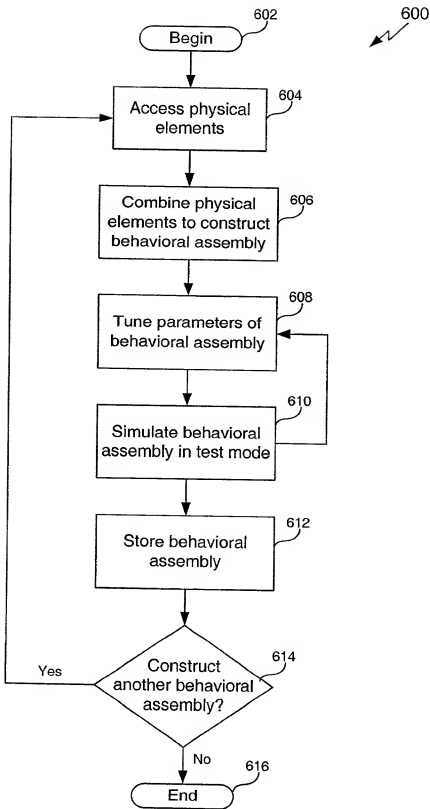 600
Begin
602
Access physical
elements
604
Combine physical
elements to construct
behavioral assembly
606
Tune parameters of
behavioral assembly
608
Simulate behavioral
assembly in test mode
610
Store behavioral
assembly
612
Construct
another behavioral
assembly?
614
Yes
No
End
616